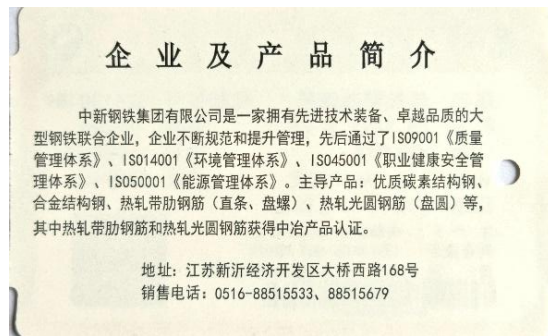 企业及产品简介
中新钢铁集团有限公司是一家拥有先进技术装备、卓越品质的大
型钢铁联合企业，企业不断规范和提升管理，先后通过了ISO9001《质量
管理体系》、ISO14001《环境管理体系》、ISO45001《职业健康安全管
理体系》、ISO50001《能源管理体系》。主导产品：优质碳素结构钢、
合金结构钢、热轧带肋钢筋（直条、盘螺）、热轧光圆钢筋（盘圆）等，
其中热轧带肋钢筋和热轧光圆钢筋获得中冶产品认证。
地址：江苏新沂经济开发区大桥西路168号
销售电话：0516-88515533、88515679